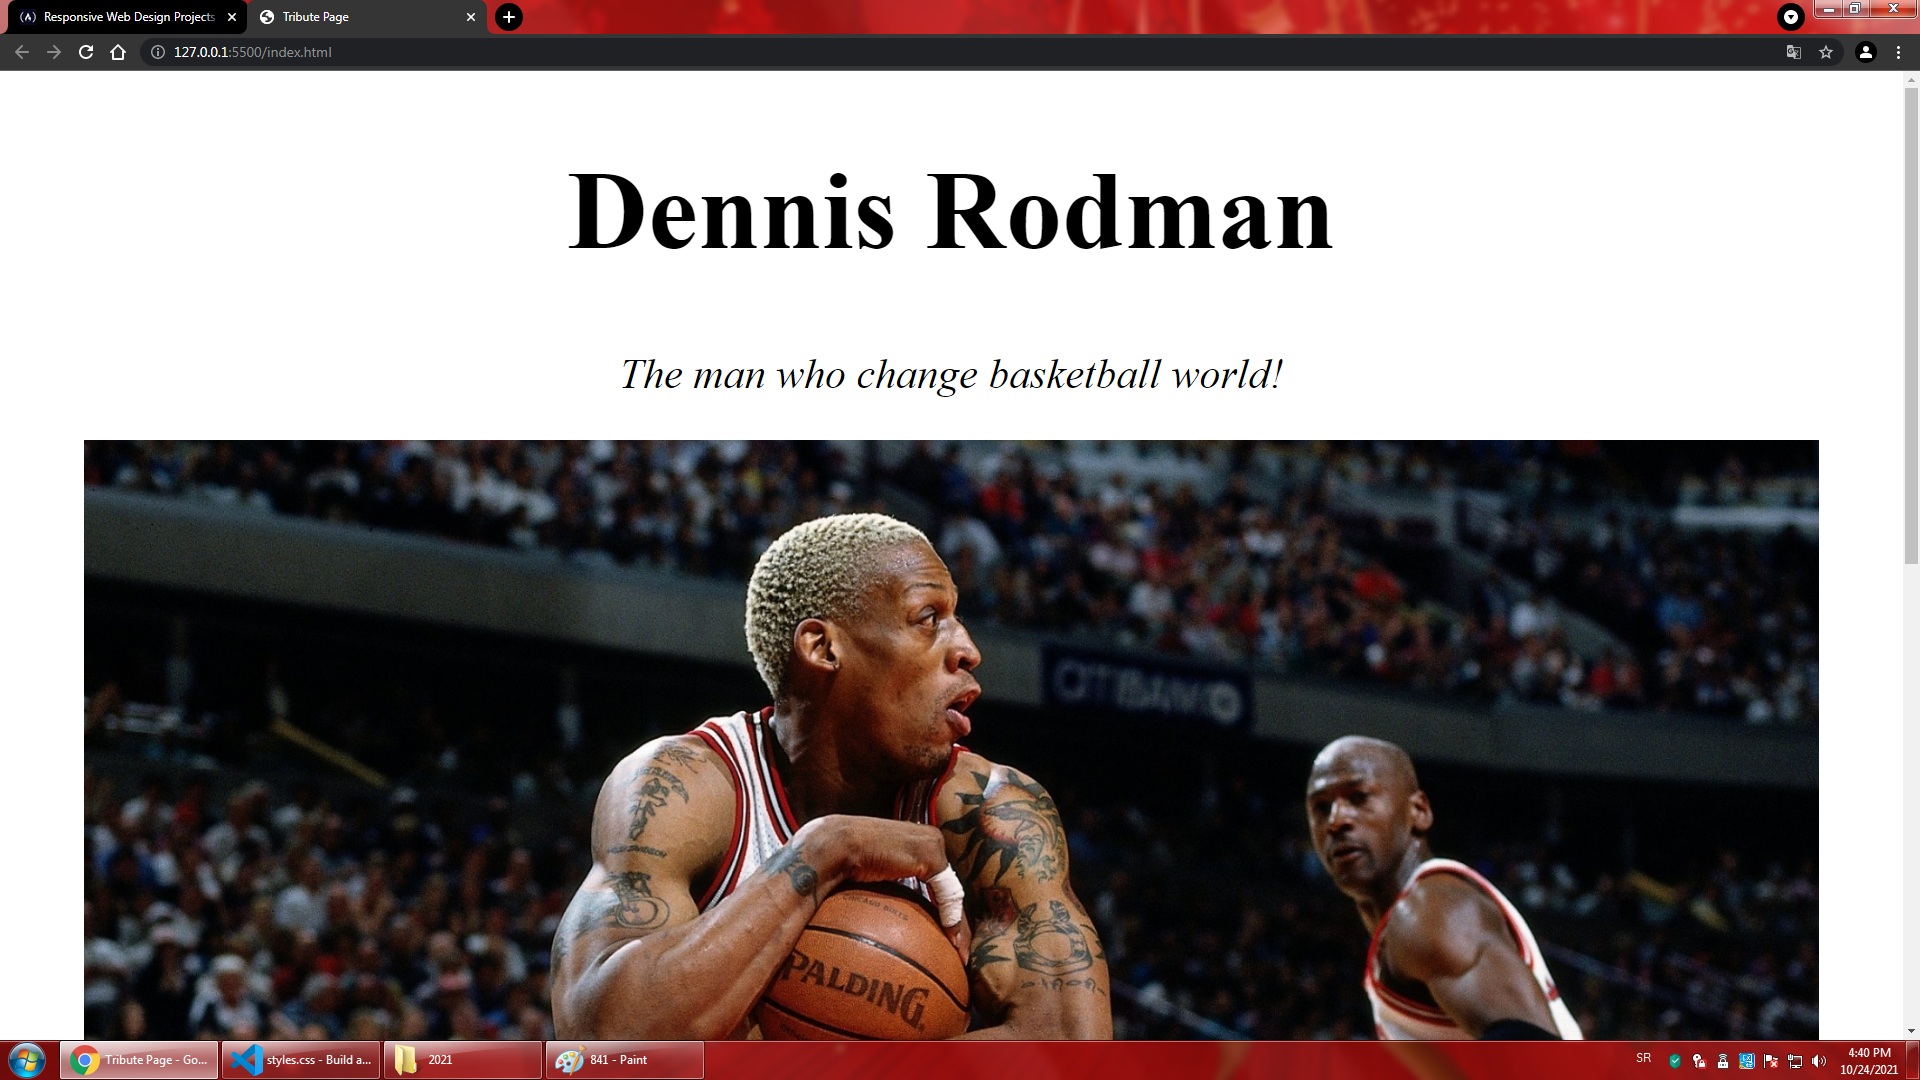 Responsive Web Design Projects
Tribute Page
127.0.0.1:5500/index.html
Dennis Rodman
The man who change basketball world!
CITIBANK
CHICAGO BULLS
SPALDING
Tribute Page - Go...
styles.css - Build a...
2021
841 - Paint
SR
4:40 PM
10/24/2021